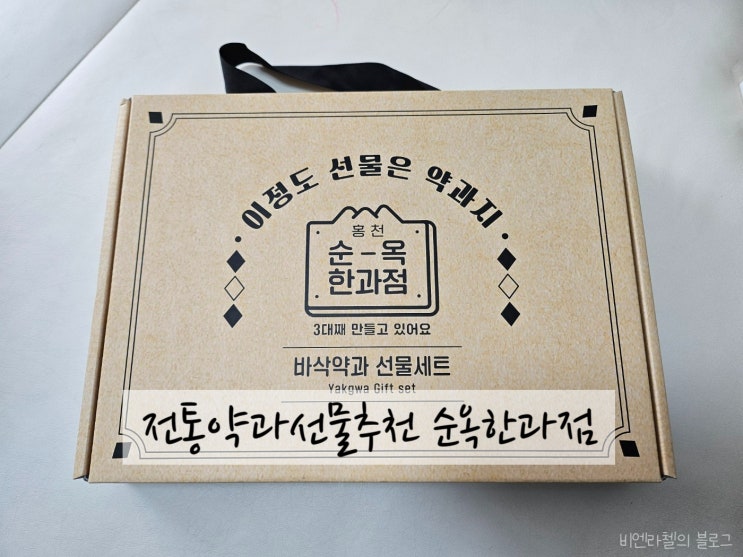 이정도 선물은 약과지
홍천
순-옥
한과점
3대째 만들고 있어요
바삭약과 선물세트
Yakgwa Gift set
전통약과선물추천 순옥한과점
비엔라첼의 블로그